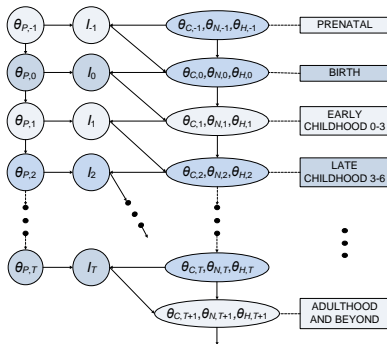 θP,-1 I-1 θC,-1,θN,-1,θH,-1 PRENATAL
θP,0 I0 θC,0,θN,0,θH,0 BIRTH
θP,1 I1 θC,1,θN,1,θH,1 EARLY
CHILDHOOD 0-3
θP,2 I2 θC,2,θN,2,θH,2 LATE
CHILDHOOD 3-6
θP,T IT θC,T,θN,T,θH,T
θC,T+1,θN,T+1,θH,T+1 ADULTHOOD
AND BEYOND